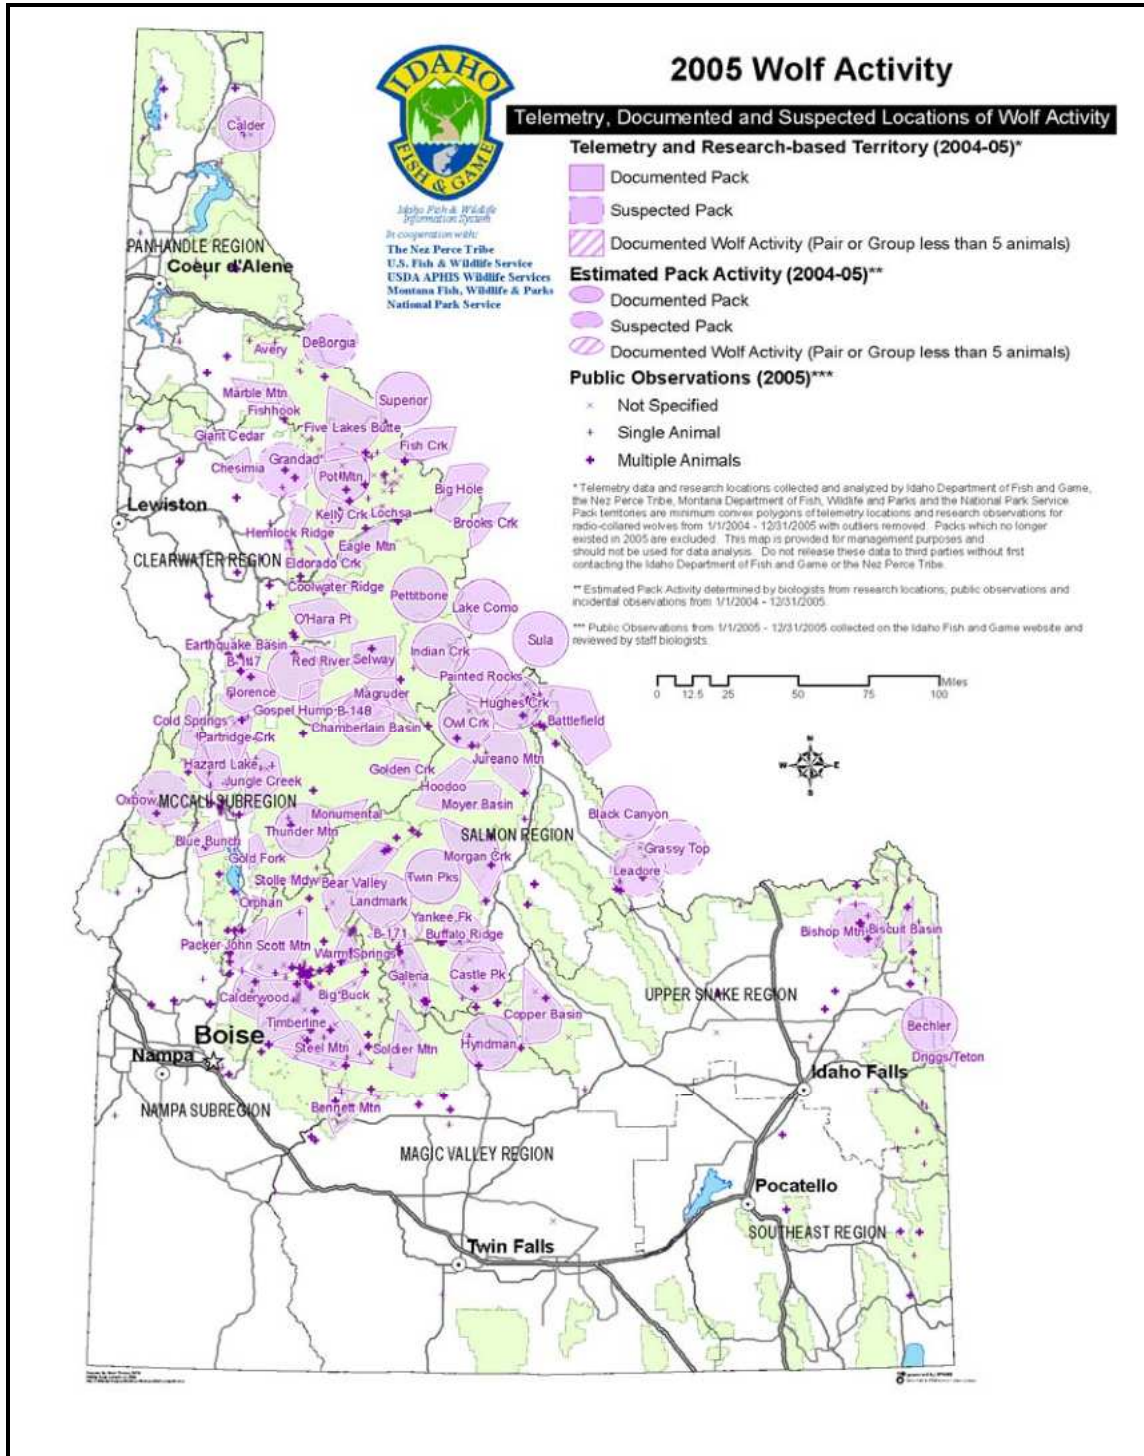 2005 Wolf Activity
Telemetry, Documented and Suspected Locations of Wolf Activity
IDAHO
FISH & GAME
Idaho Fish & Wildlife
Information System
In cooperation with:
The Nez Perce Tribe
U.S. Fish & Wildlife Service
USDA APHIS Wildlife Services
Montana Fish, Wildlife & Parks
National Park Service
Telemetry and Research-based Territory (2004-05)*
Documented Pack
Suspected Pack
Documented Wolf Activity (Pair or Group less than 5 animals)
Estimated Pack Activity (2004-05)**
Documented Pack
Suspected Pack
Documented Wolf Activity (Pair or Group less than 5 animals)
Public Observations (2005)***
Not Specified
Single Animal
Multiple Animals
* Telemetry data and research locations collected and analyzed by Idaho Department of Fish and Game,
the Nez Perce Tribe, Montana Department of Fish, Wildlife and Parks and the National Park Service.
Pack territories are minimum convex polygons of telemetry locations and research observations for
radio-collared wolves from 1/1/2004 - 12/31/2005 with outliers removed. Packs which no longer
existed in 2005 are excluded. This map is provided for management purposes and
should not be used for data analysis. Do not release these data to third parties without first
contacting the Idaho Department of Fish and Game or the Nez Perce Tribe.
** Estimated Pack Activity determined by biologists from research locations, public observations and
incidental observations from 1/1/2004 - 12/31/2005.
*** Public Observations from 1/1/2005 - 12/31/2005 collected on the Idaho Fish and Game website and
reviewed by staff biologists.
Miles
0 12.5 25 50 75 100
N
W E
S
Calder
PANHANDLE REGION
Coeur d'Alene
DeBorgia
Avery
Marble Mtn
Superior
Fishhook
Five Lakes Butte
Giant Cedar
Fish Crk
Chesimia
Grandad
Pot Mtn
Big Hole
Lewiston
Kelly Crk
Lochsa
Brooks Crk
Hemlock Ridge
Eagle Mtn
CLEARWATER REGION
Eldorado Crk
Coolwater Ridge
Pettibone
Lake Como
O'Hara Pt
Sula
Earthquake Basin
Indian Crk
B-147
Red River
Selway
Painted Rocks
Florence
Magruder
Hughes Crk
Gospel Hump
B-148
Cold Springs
Chamberlain Basin
Owl Crk
Battlefield
Partridge Crk
Jureano Mtn
Hazard Lake
Golden Crk
Jungle Creek
Hoodoo
Oxbow
MCCALL SUBREGION
Moyer Basin
Monumental
Black Canyon
Thunder Mtn
SALMON REGION
Blue Bunch
Grassy Top
Gold Fork
Morgan Crk
Leadore
Stolle Mdw
Bear Valley
Twin Pks
Orphan
Landmark
Yankee Fk
B-171
Buffalo Ridge
Bishop Mtn
Biscuit Basin
Packer John
Scott Mtn
Warm Springs
Galena
Castle Pk
Calderwood
Big Buck
UPPER SNAKE REGION
Copper Basin
Timberline
Bechler
Boise
Steel Mtn
Soldier Mtn
Hyndman
Nampa
Driggs/Teton
Idaho Falls
NAMPA SUBREGION
Bennett Mtn
MAGIC VALLEY REGION
Pocatello
SOUTHEAST REGION
Twin Falls